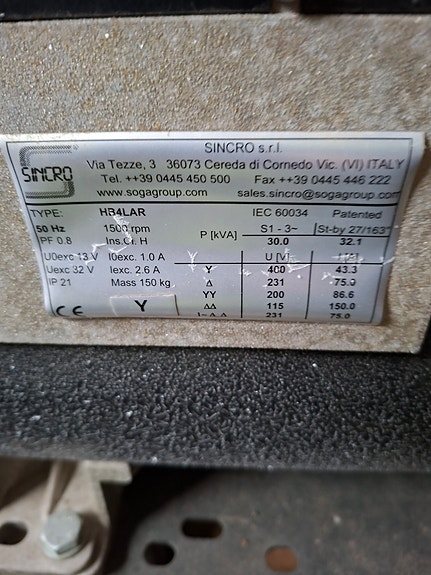 SINCRO
SINCRO s.r.l.
Via Tezze, 3 36073 Cereda di Cornedo Vic. (VI) ITALY
Tel. ++39 0445 450 500 Fax ++39 0445 446 222
www.sogagroup.com sales.sincro@sogagroup.com
TYPE: HB4LAR IEC 60034 Patented
50 Hz 1500 rpm P [kVA] S1 - 3~ St-by 27/163°
PF 0.8 Ins.Cl. H 30.0 32.1
U0exc 13 V I0exc. 1.0 A U [V]
Uexc 32 V Iexc. 2.6 A Y 400 43.3
IP 21 Mass 150 kg Δ 231 75.0
YY 200 86.6
CE Y ΔΔ 115 150.0
231 75.0